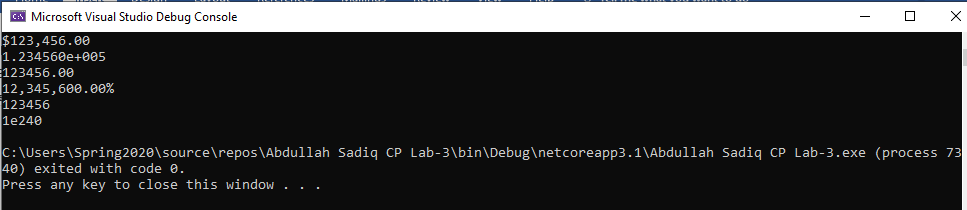 Microsoft Visual Studio Debug Console
$123,456.00
1.234560e+005
123456.00
12,345,600.00%
123456
1e240
C:\Users\Spring2020\source\repos\Abdullah Sadiq CP Lab-3\bin\Debug\netcoreapp3.1\Abdullah Sadiq CP Lab-3.exe (process 73
40) exited with code 0.
Press any key to close this window . . .